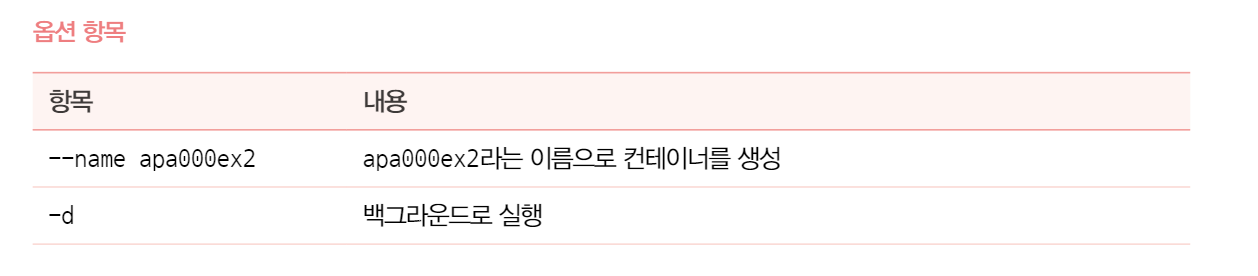 옵션 항목
항목 내용
--name apa000ex2 apa000ex2라는 이름으로 컨테이너를 생성
-d 백그라운드로 실행